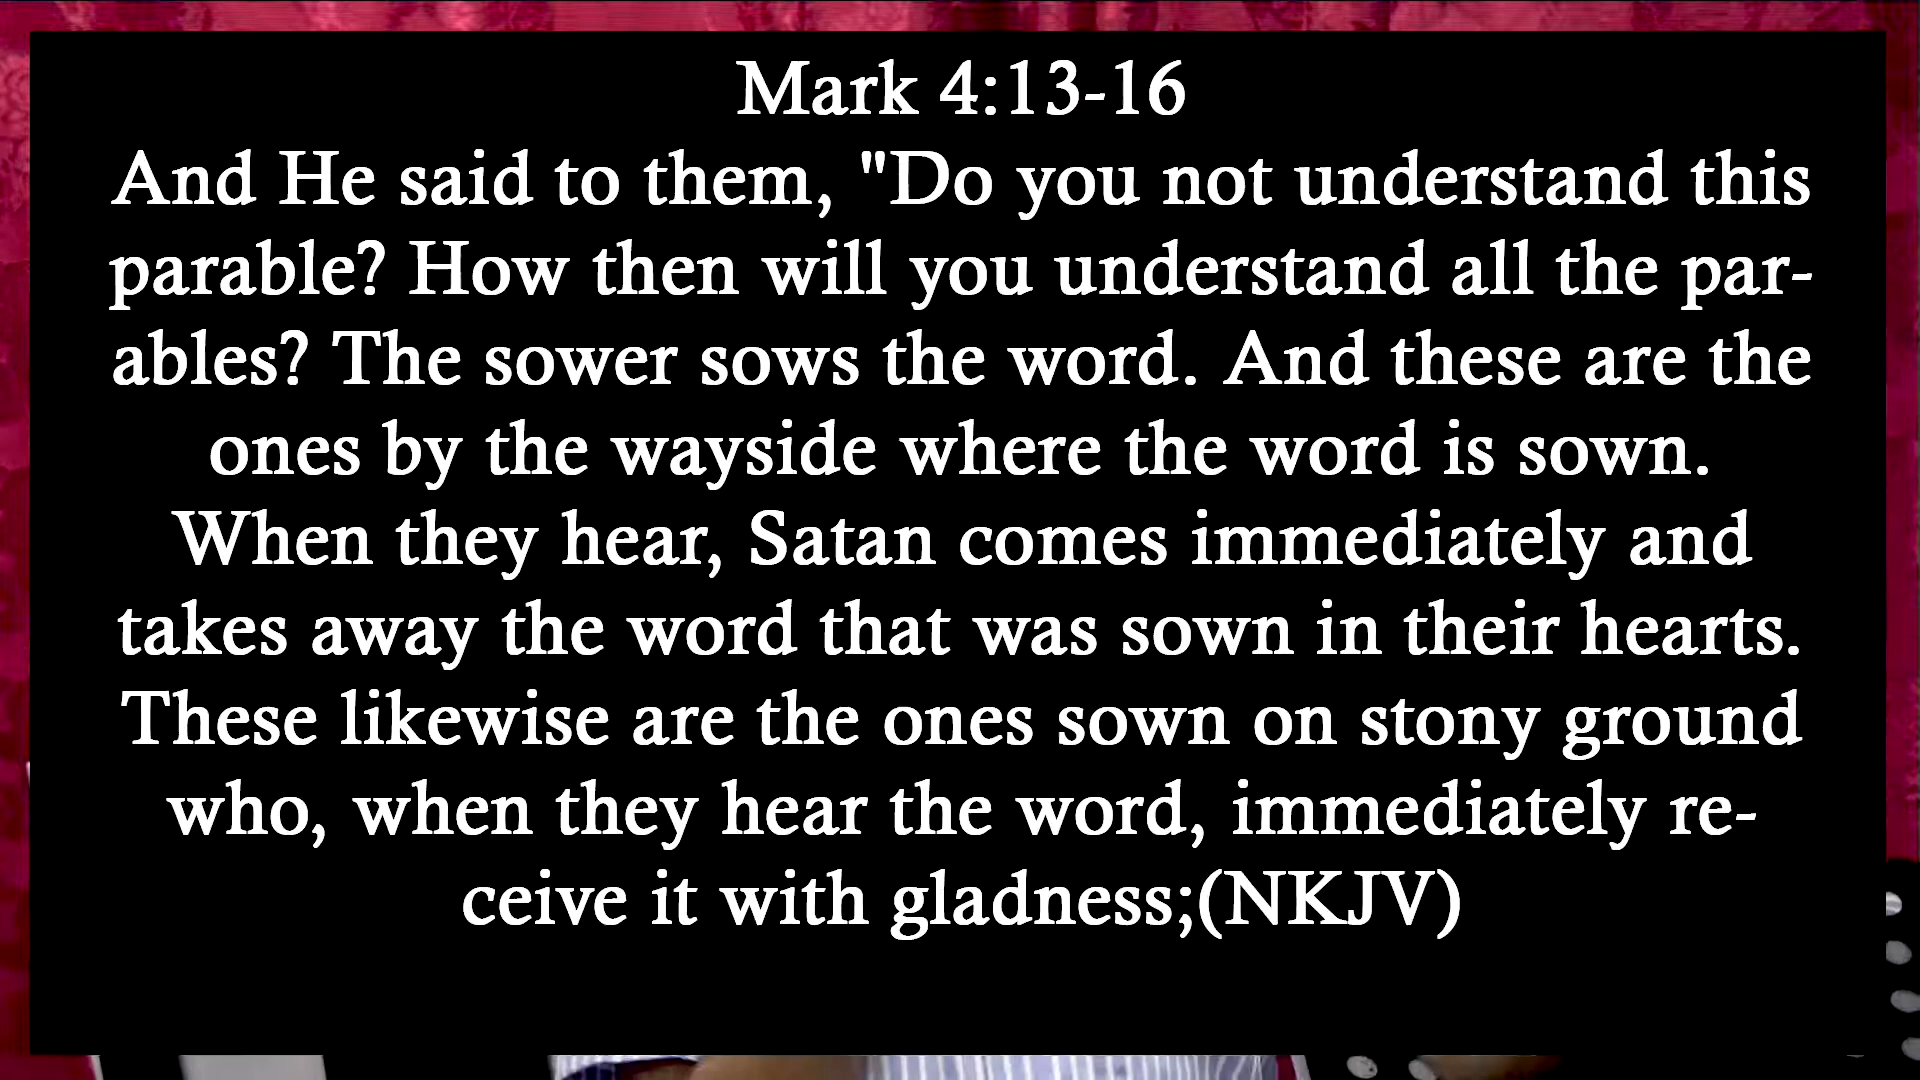 Mark 4:13-16
And He said to them, "Do you not understand this
parable? How then will you understand all the par-
ables? The sower sows the word. And these are the
ones by the wayside where the word is sown.
When they hear, Satan comes immediately and
takes away the word that was sown in their hearts.
These likewise are the ones sown on stony ground
who, when they hear the word, immediately re-
ceive it with gladness;(NKJV)